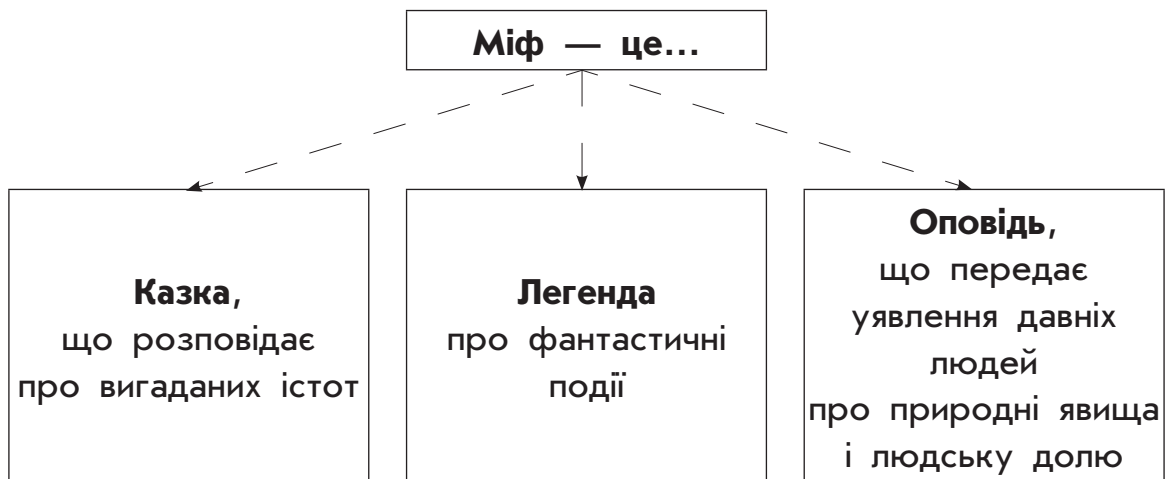 Міф — це...
Казка,
що розповідає
про вигаданих істот
Легенда
про фантастичні
події
Оповідь,
що передає
уявлення давніх
людей
про природні явища
і людську долю